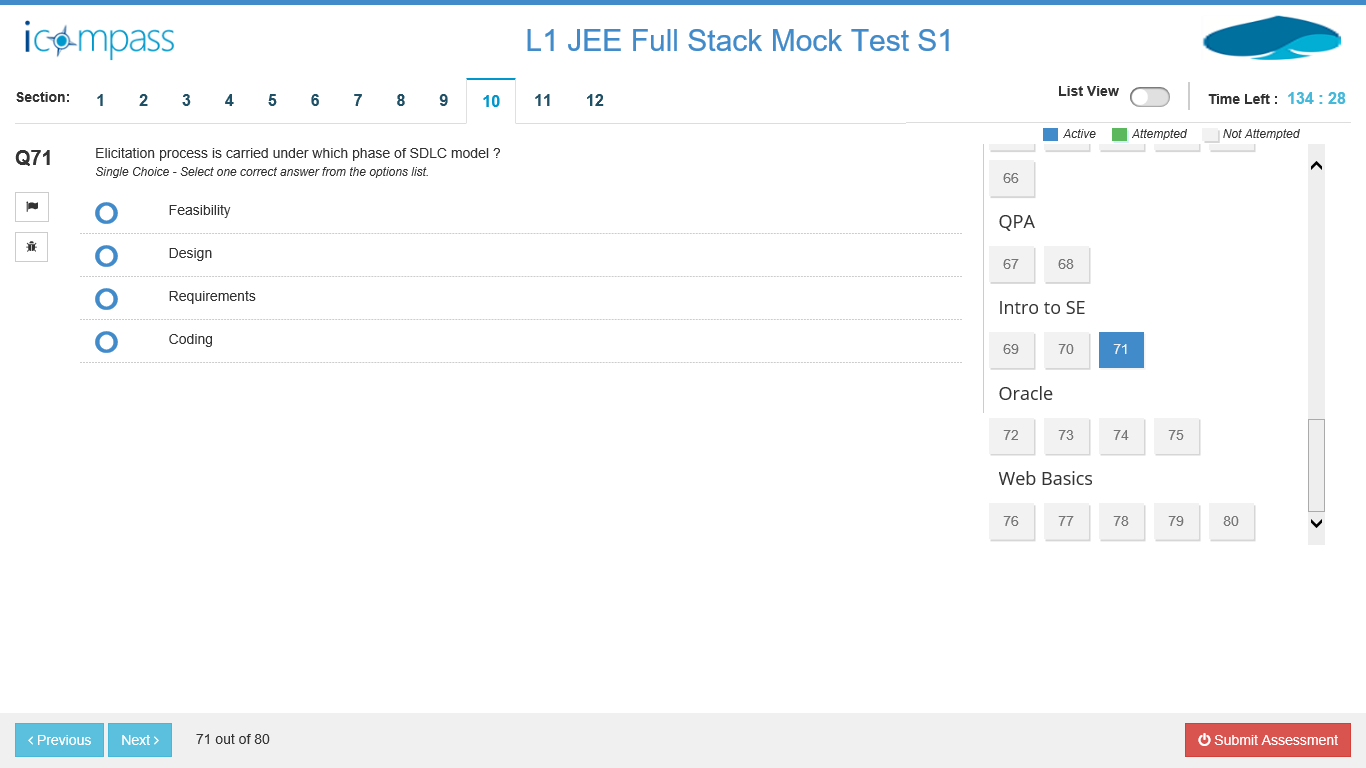 icompass
L1 JEE Full Stack Mock Test S1
Section: 1 2 3 4 5 6 7 8 9 10 11 12
List View
Time Left : 134 : 28
Active Attempted Not Attempted
Q71
Elicitation process is carried under which phase of SDLC model ?
Single Choice - Select one correct answer from the options list.
Feasibility
Design
Requirements
Coding
66
QPA
67 68
Intro to SE
69 70 71
Oracle
72 73 74 75
Web Basics
76 77 78 79 80
‹ Previous
Next ›
71 out of 80
Submit Assessment